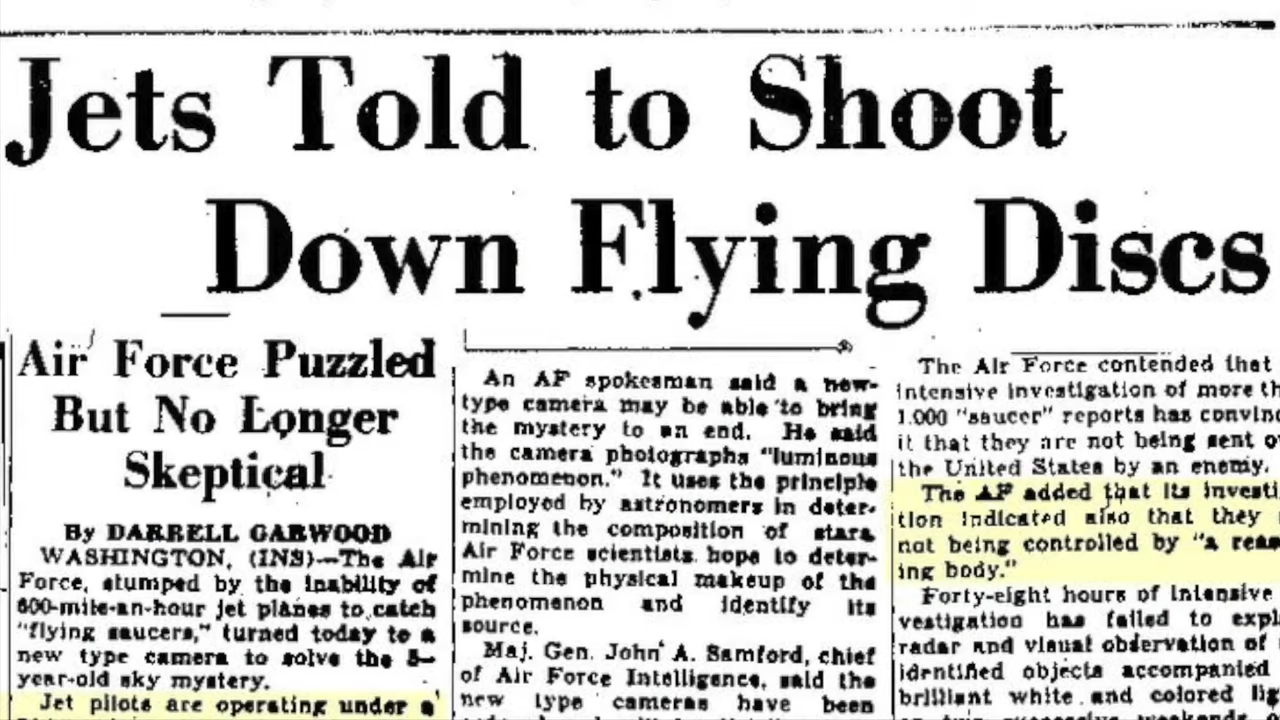 Jets Told to Shoot
Down Flying Discs
Air Force Puzzled
But No Longer
Skeptical
By DARRELL GARWOOD
WASHINGTON, (INS)—The Air
Force, stumped by the inability of
600-mile-an-hour jet planes to catch
"flying saucers," turned today to a
new type camera to solve the 5-
year-old sky mystery.
Jet pilots are operating under a
An AF spokesman said a new-
type camera may be able to bring
the mystery to an end. He said
the camera photographs "luminous
phenomenon." It uses the principle
employed by astronomers in deter-
mining the composition of stars.
Air Force scientists hope to deter-
mine the physical makeup of the
phenomenon and identify its
source.
Maj. Gen. John A. Samford, chief
of Air Force Intelligence, said the
new type cameras have been
The Air Force contended that
intensive investigation of more th
1,000 "saucer" reports has convinc
it that they are not being sent ov
the United States by an enemy.
The AF added that its investi
tion indicated also that they
not being controlled by "a reas
ing body."
Forty-eight hours of intensive
vestigation has failed to expl
radar and visual observation of
identified objects accompanied
brilliant white and colored lig
on two successive weekends